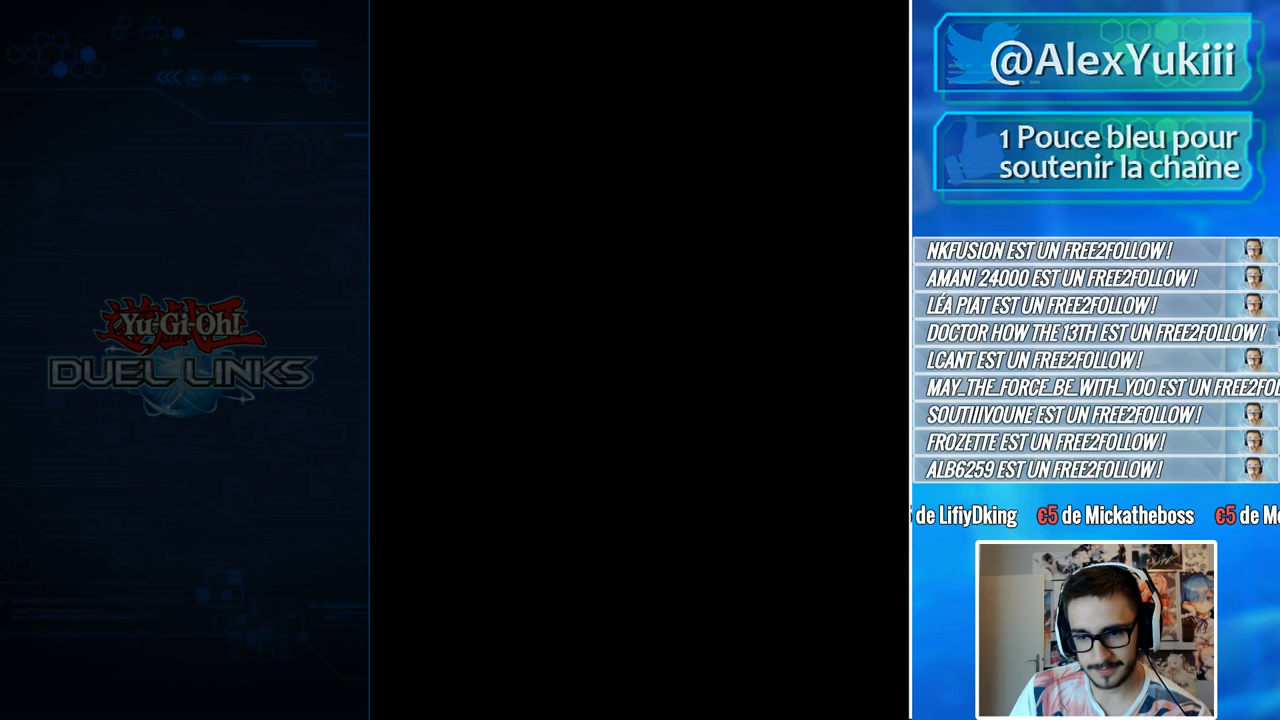 Yu-Gi-Oh!
DUEL LINKS
@AlexYukiii
1 Pouce bleu pour
soutenir la chaîne
NKFUSION EST UN FREE2FOLLOW !
AMANI 24000 EST UN FREE2FOLLOW !
LÉA PIAT EST UN FREE2FOLLOW !
DOCTOR HOW THE 13TH EST UN FREE2FOLLOW !
LCANT EST UN FREE2FOLLOW !
MAY_THE_FORCE_BE_WITH_YOO EST UN FREE2FOL
SOUTIIIVOUNE EST UN FREE2FOLLOW !
FROZETTE EST UN FREE2FOLLOW !
ALB6259 EST UN FREE2FOLLOW !
de LifiyDking €5 de Mickatheboss €5 de